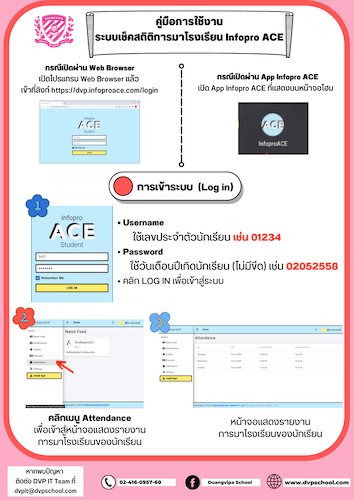 คู่มือการใช้งาน
ระบบเช็คสถิติการมาโรงเรียน Infopro ACE
กรณีเปิดผ่าน Web Browser
เปิดโปรแกรม Web Browser แล้ว
เข้าที่ลิงก์ https://dvp.infoproace.com/login
กรณีเปิดผ่าน App Infopro ACE
เปิด App Infopro ACE ที่แสดงบนหน้าจอโฮม
ACE
InfoproACE
การเข้าระบบ (Log in)
1
Infopro
ACE
Student
Remember Me
LOG IN
• Username
ใช้เลขประจำตัวนักเรียน เช่น 01234
• Password
ใช้วันเดือนปีเกิดนักเรียน (ไม่มีขีด) เช่น 02052558
• คลิก LOG IN เพื่อเข้าสู่ระบบ
2
News Feed
3
Attendance
คลิกเมนู Attendance
เพื่อเข้าสู่หน้าจอแสดงรายงาน
การมาโรงเรียนของนักเรียน
หน้าจอแสดงรายงาน
การมาโรงเรียนของนักเรียน
หากพบปัญหา
ติดต่อ DVP IT Team ที่
dvpit@dvpschool.com
02-416-0957-60
Duangvipa School
www.dvpschool.com